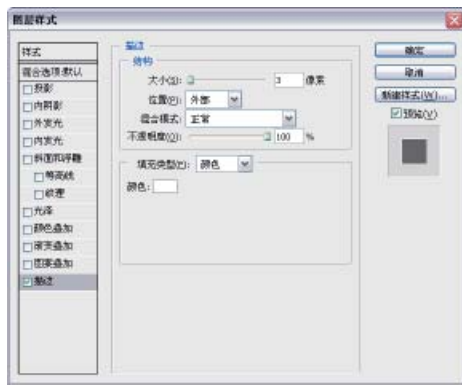 图层样式
样式
混合选项:默认
投影
内阴影
外发光
内发光
斜面和浮雕
等高线
纹理
光泽
颜色叠加
渐变叠加
图案叠加
描边
描边
结构
大小(S): 3 像素
位置(P): 外部
混合模式: 正常
不透明度(O): 100 %
填充类型(F): 颜色
颜色:
确定
取消
新建样式(W)...
预览(V)